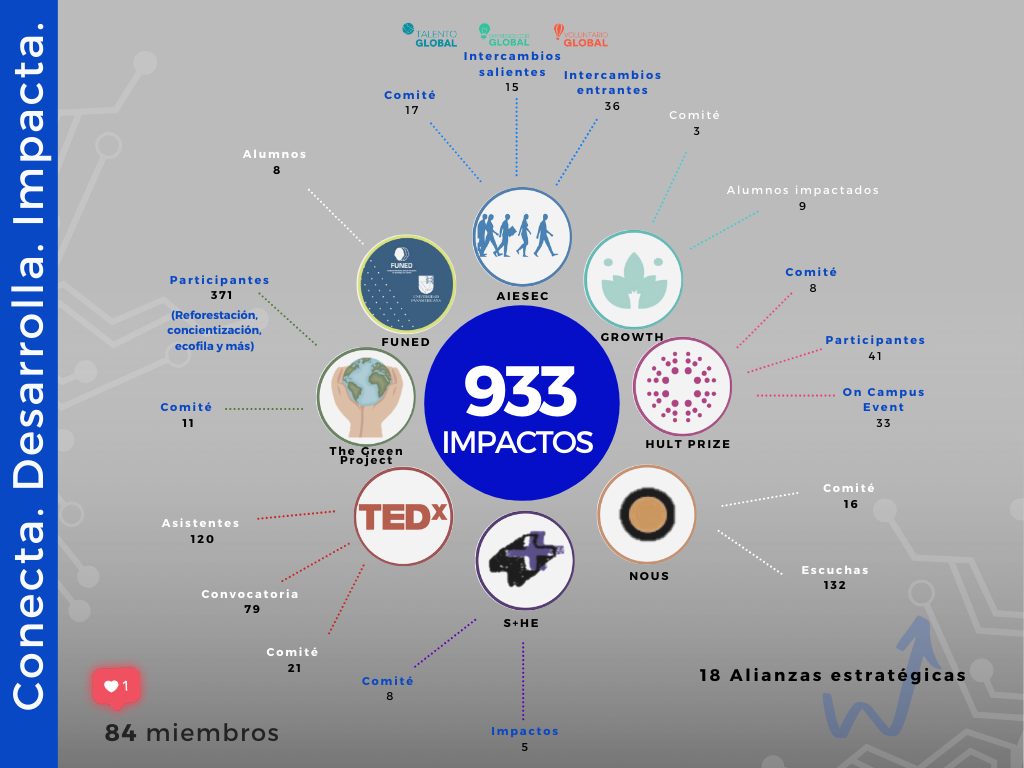 Conecta. Desarrolla. Impacta.
TALENTO
GLOBAL
GLOBAL
VOLUNTARIO
GLOBAL
Intercambios
salientes
15
Intercambios
entrantes
36
Comité
17
Comité
3
Alumnos
8
Alumnos impactados
9
FUNED
UNIVERSIDAD
PANAMERICANA
AIESEC
GROWTH
FUNED
Participantes
371
(Reforestación,
concientización,
ecofila y más)
Comité
8
Participantes
41
On Campus
Event
33
933
IMPACTOS
Comité
11
The Green
Project
HULT PRIZE
TEDx
Asistentes
120
Convocatoria
79
Comité
21
Comité
16
Escuchas
132
NOUS
S+HE
Comité
8
Impactos
5
18 Alianzas estratégicas
1
84 miembros